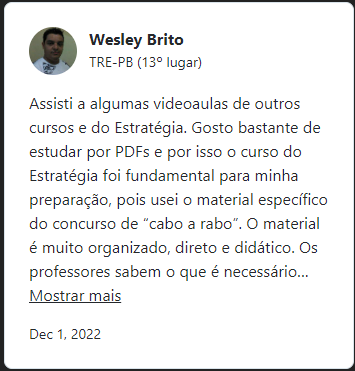 Wesley Brito
TRE-PB (13º lugar)
Assisti a algumas videoaulas de outros
cursos e do Estratégia. Gosto bastante de
estudar por PDFs e por isso o curso do
Estratégia foi fundamental para minha
preparação, pois usei o material específico
do concurso de “cabo a rabo”. O material
é muito organizado, direto e didático. Os
professores sabem o que é necessário...
Mostrar mais
Dec 1, 2022